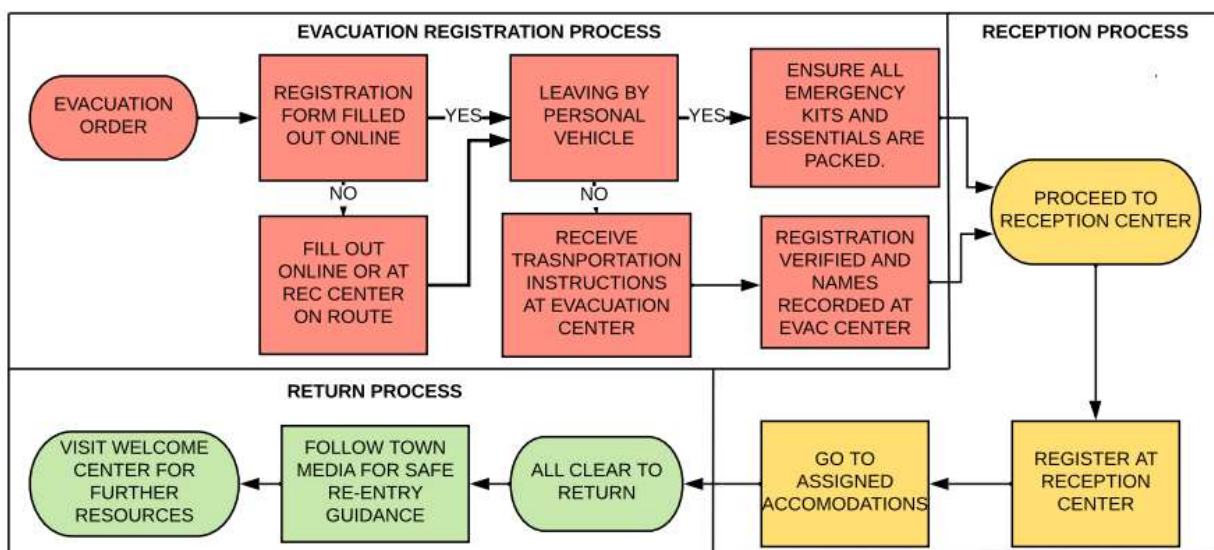 EVACUATION REGISTRATION PROCESS
RECEPTION PROCESS
EVACUATION
ORDER
REGISTRATION
FORM FILLED
OUT ONLINE
YES
LEAVING BY
PERSONAL
VEHICLE
YES
ENSURE ALL
EMERGENCY
KITS AND
ESSENTIALS ARE
PACKED.
NO
NO
FILL OUT
ONLINE OR AT
REC CENTER
ON ROUTE
RECEIVE
TRASNPORTATION
INSTRUCTIONS
AT EVACUATION
CENTER
REGISTRATION
VERIFIED AND
NAMES
RECORDED AT
EVAC CENTER
PROCEED TO
RECEPTION CENTER
RETURN PROCESS
VISIT WELCOME
CENTER FOR
FURTHER
RESOURCES
FOLLOW TOWN
MEDIA FOR SAFE
RE-ENTRY
GUIDANCE
ALL CLEAR TO
RETURN
GO TO
ASSIGNED
ACCOMODATIONS
REGISTER AT
RECEPTION
CENTER